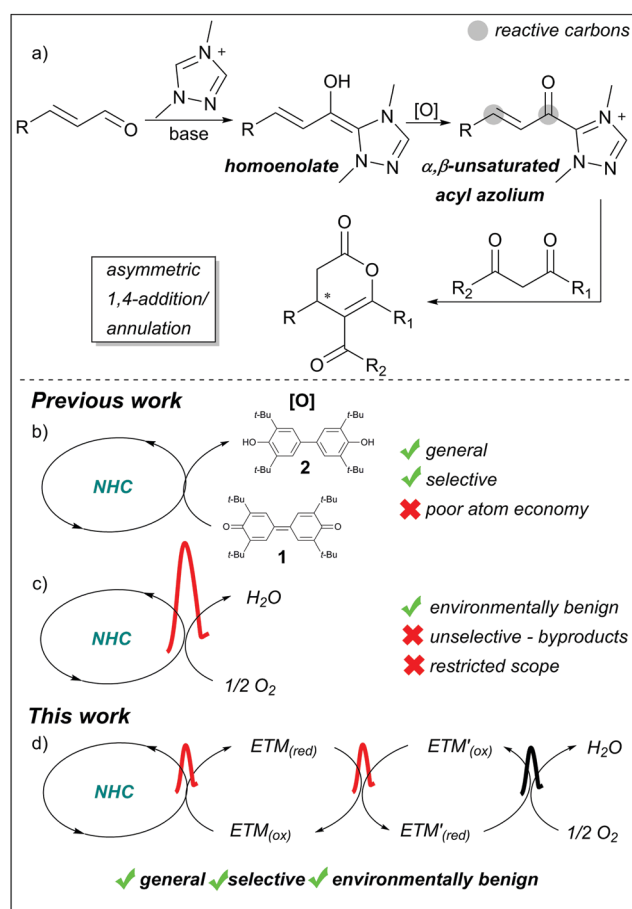 a)
N
+
N
N
reactive carbons
R
O
base
OH
N
R
N
N
[O]
O
N
+
R
N
N
homoenolate
α,β-unsaturated
acyl azolium
asymmetric
1,4-addition/
annulation
O
O
R
*
R1
O
R2
O O
R2 R1
Previous work
[O]
b)
NHC
t-Bu t-Bu
HO OH
t-Bu t-Bu
2
t-Bu t-Bu
O O
t-Bu t-Bu
1
general
selective
poor atom economy
c)
NHC
H2O
1/2 O2
environmentally benign
unselective - byproducts
restricted scope
This work
d)
NHC
ETM(red) ETM'(ox) H2O
ETM(ox) ETM'(red) 1/2 O2
general selective environmentally benign